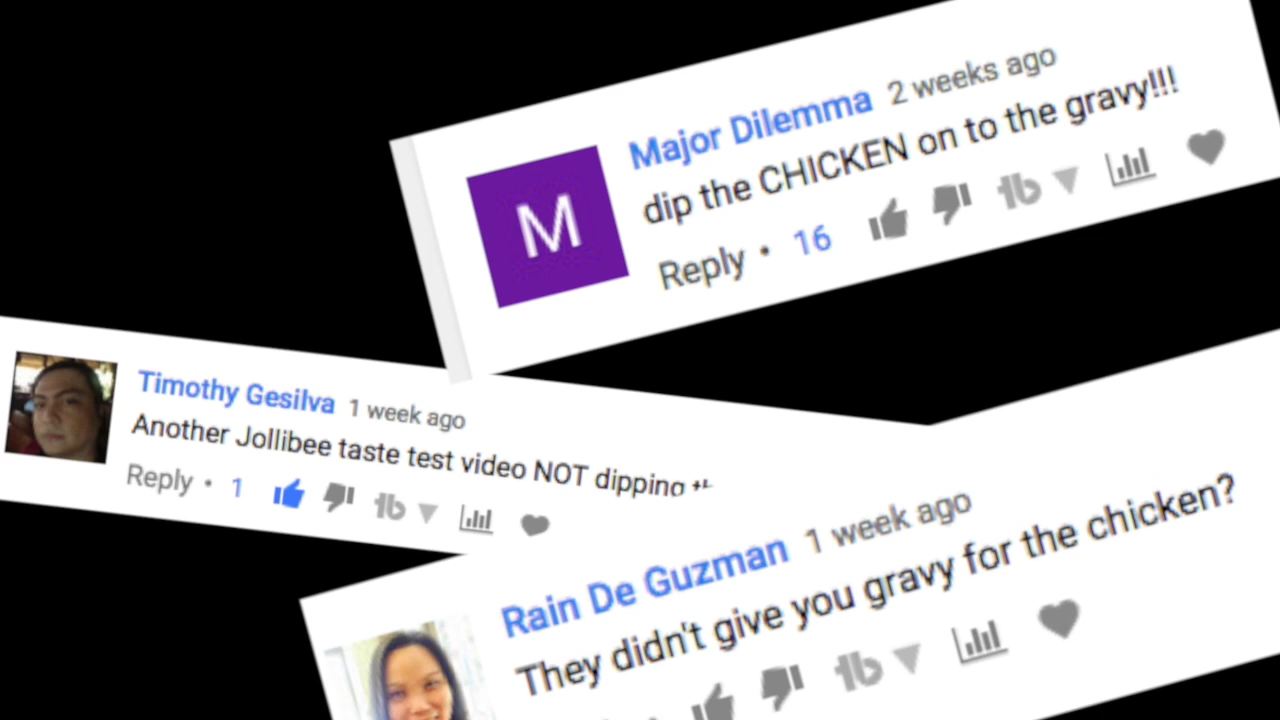 M
Major Dilemma 2 weeks ago
dip the CHICKEN on to the gravy!!!
Reply • 16
Timothy Gesilva 1 week ago
Another Jollibee taste test video NOT dipping
Reply • 1
Rain De Guzman 1 week ago
They didn't give you gravy for the chicken?